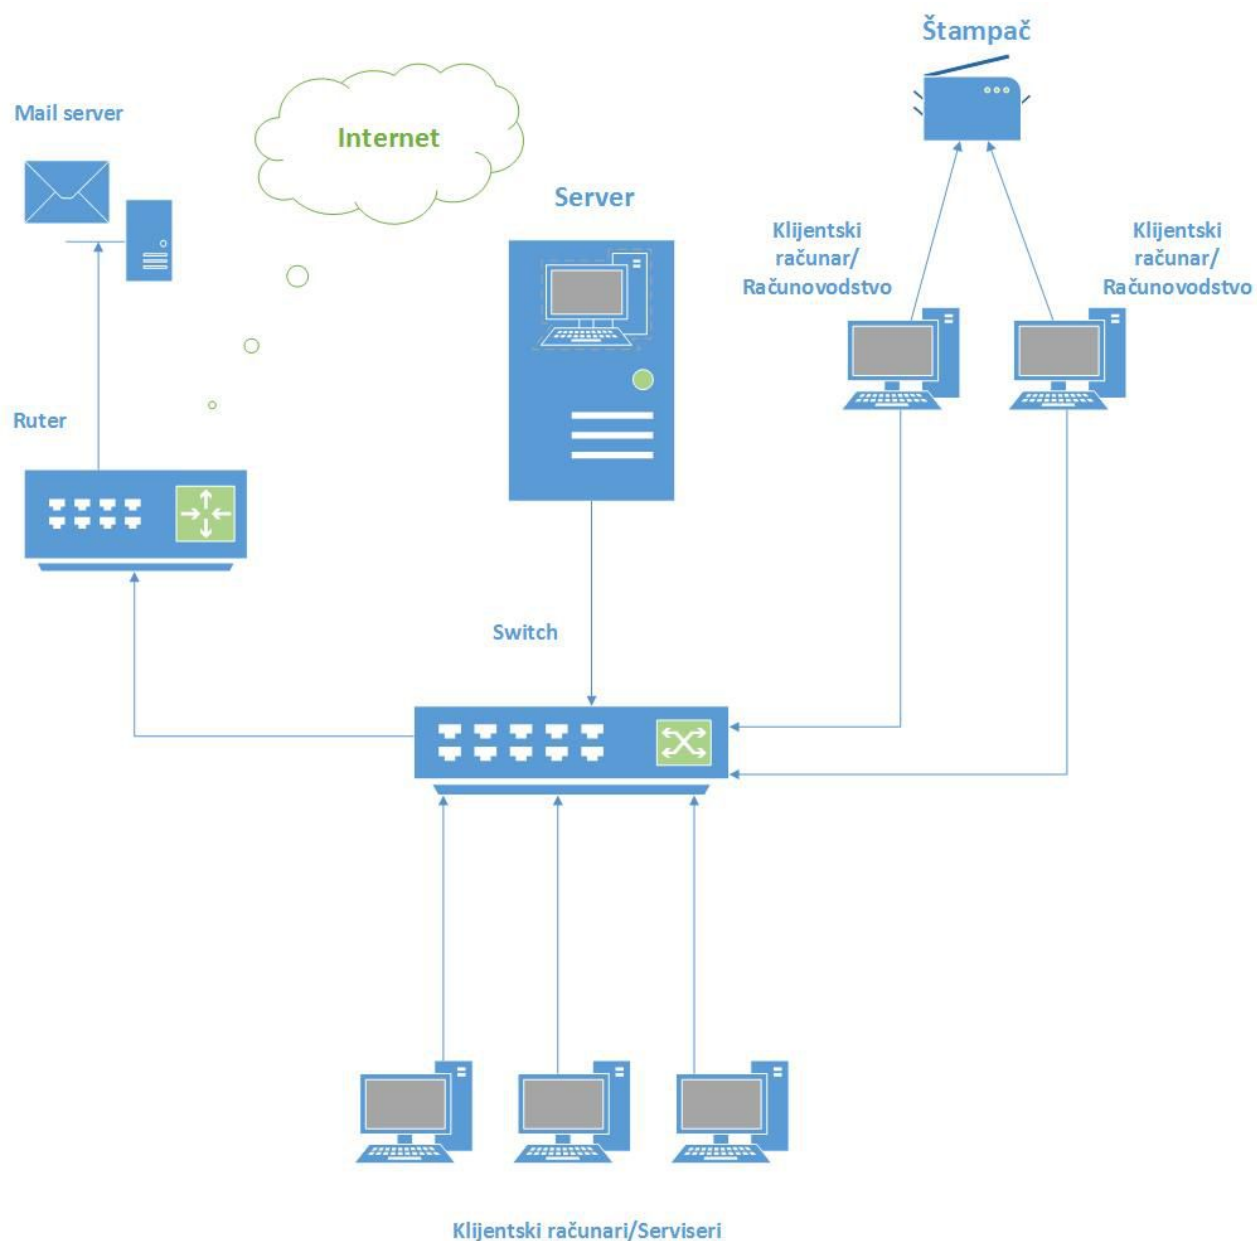 Štampač
Mail server
Internet
Server
Klijentski
računar/
Računovodstvo
Klijentski
računar/
Računovodstvo
Ruter
Switch
Klijentski računari/Serviseri